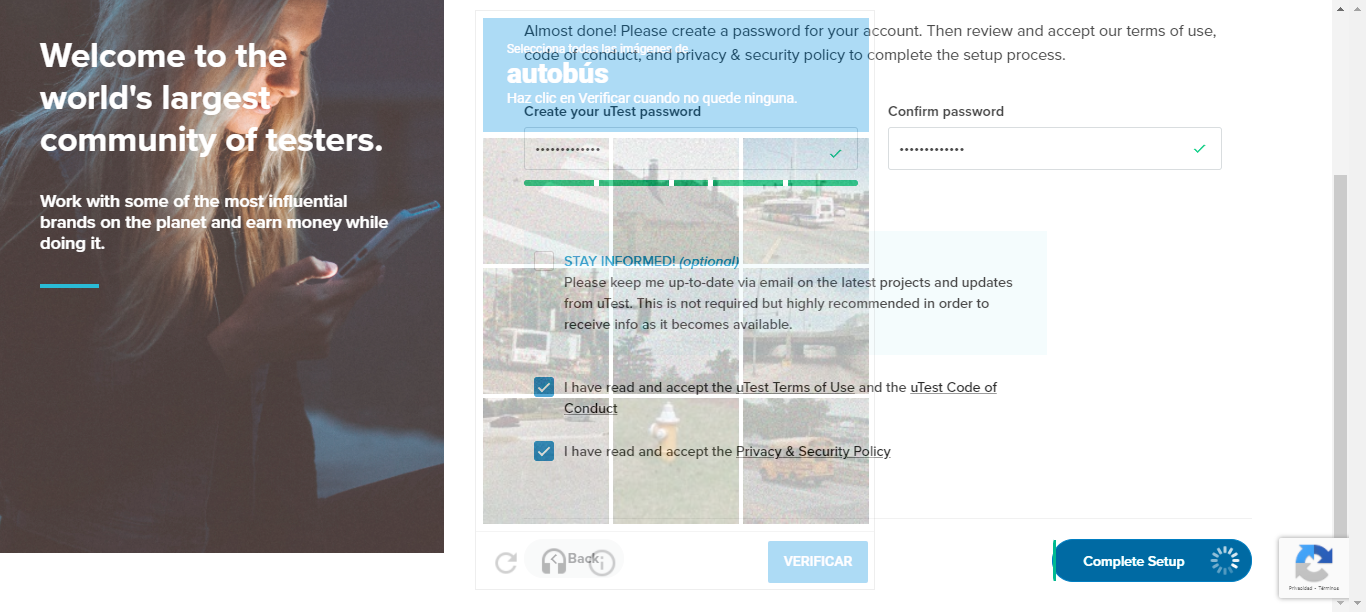 Welcome to the
world's largest
community of testers.
Work with some of the most influential
brands on the planet and earn money while
doing it.
Almost done! Please create a password for your account. Then review and accept our terms of use,
code of conduct, and privacy & security policy to complete the setup process.
Selecciona todas las imágenes de
autobús
Haz clic en Verificar cuando no quede ninguna.
Create your uTest password
Confirm password
•••••••••••••
•••••••••••••
STAY INFORMED! (optional)
Please keep me up-to-date via email on the latest projects and updates
from uTest. This is not required but highly recommended in order to
receive info as it becomes available.
I have read and accept the uTest Terms of Use and the uTest Code of
Conduct
I have read and accept the Privacy & Security Policy
Back
VERIFICAR
Complete Setup
Privacidad - Términos